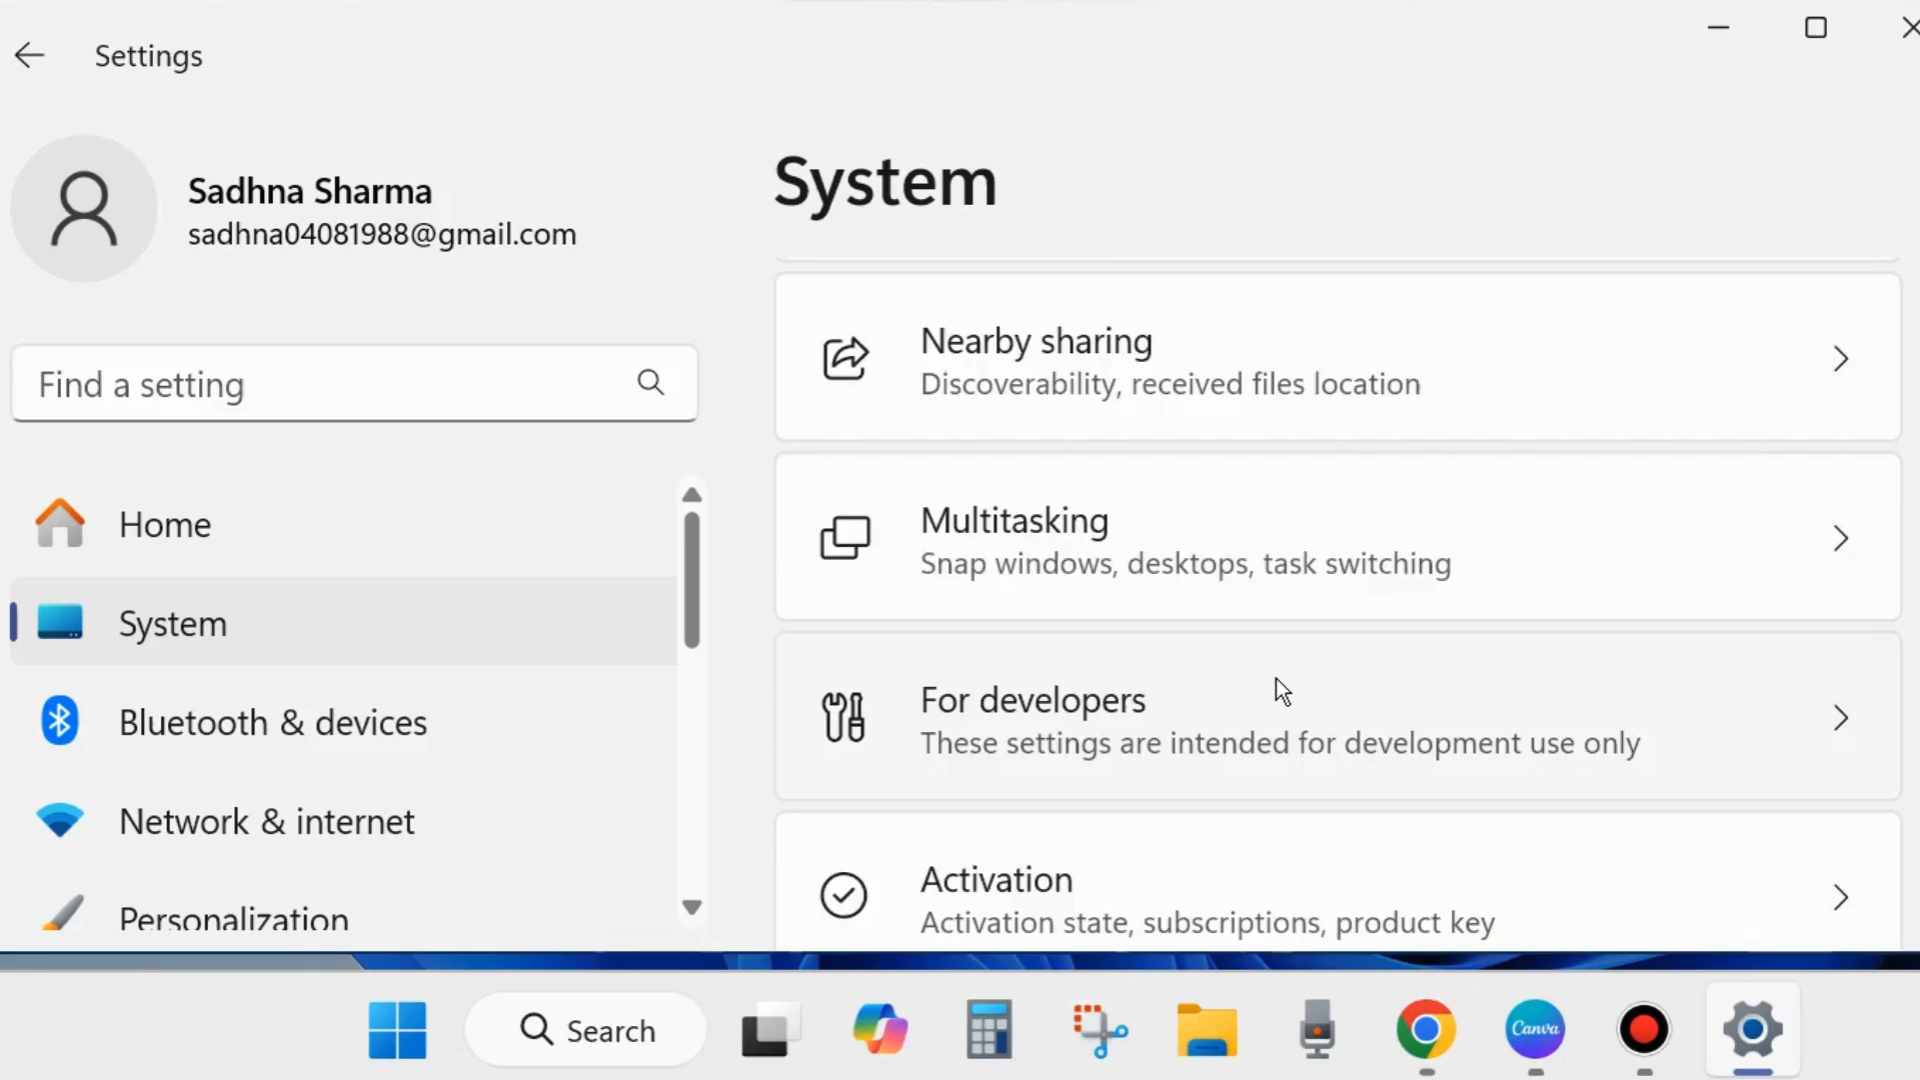 Settings
Sadhna Sharma
sadhna04081988@gmail.com
Find a setting
Home
System
Bluetooth & devices
Network & internet
Personalization
System
Nearby sharing
Discoverability, received files location
Multitasking
Snap windows, desktops, task switching
For developers
These settings are intended for development use only
Activation
Activation state, subscriptions, product key
Search
Canva